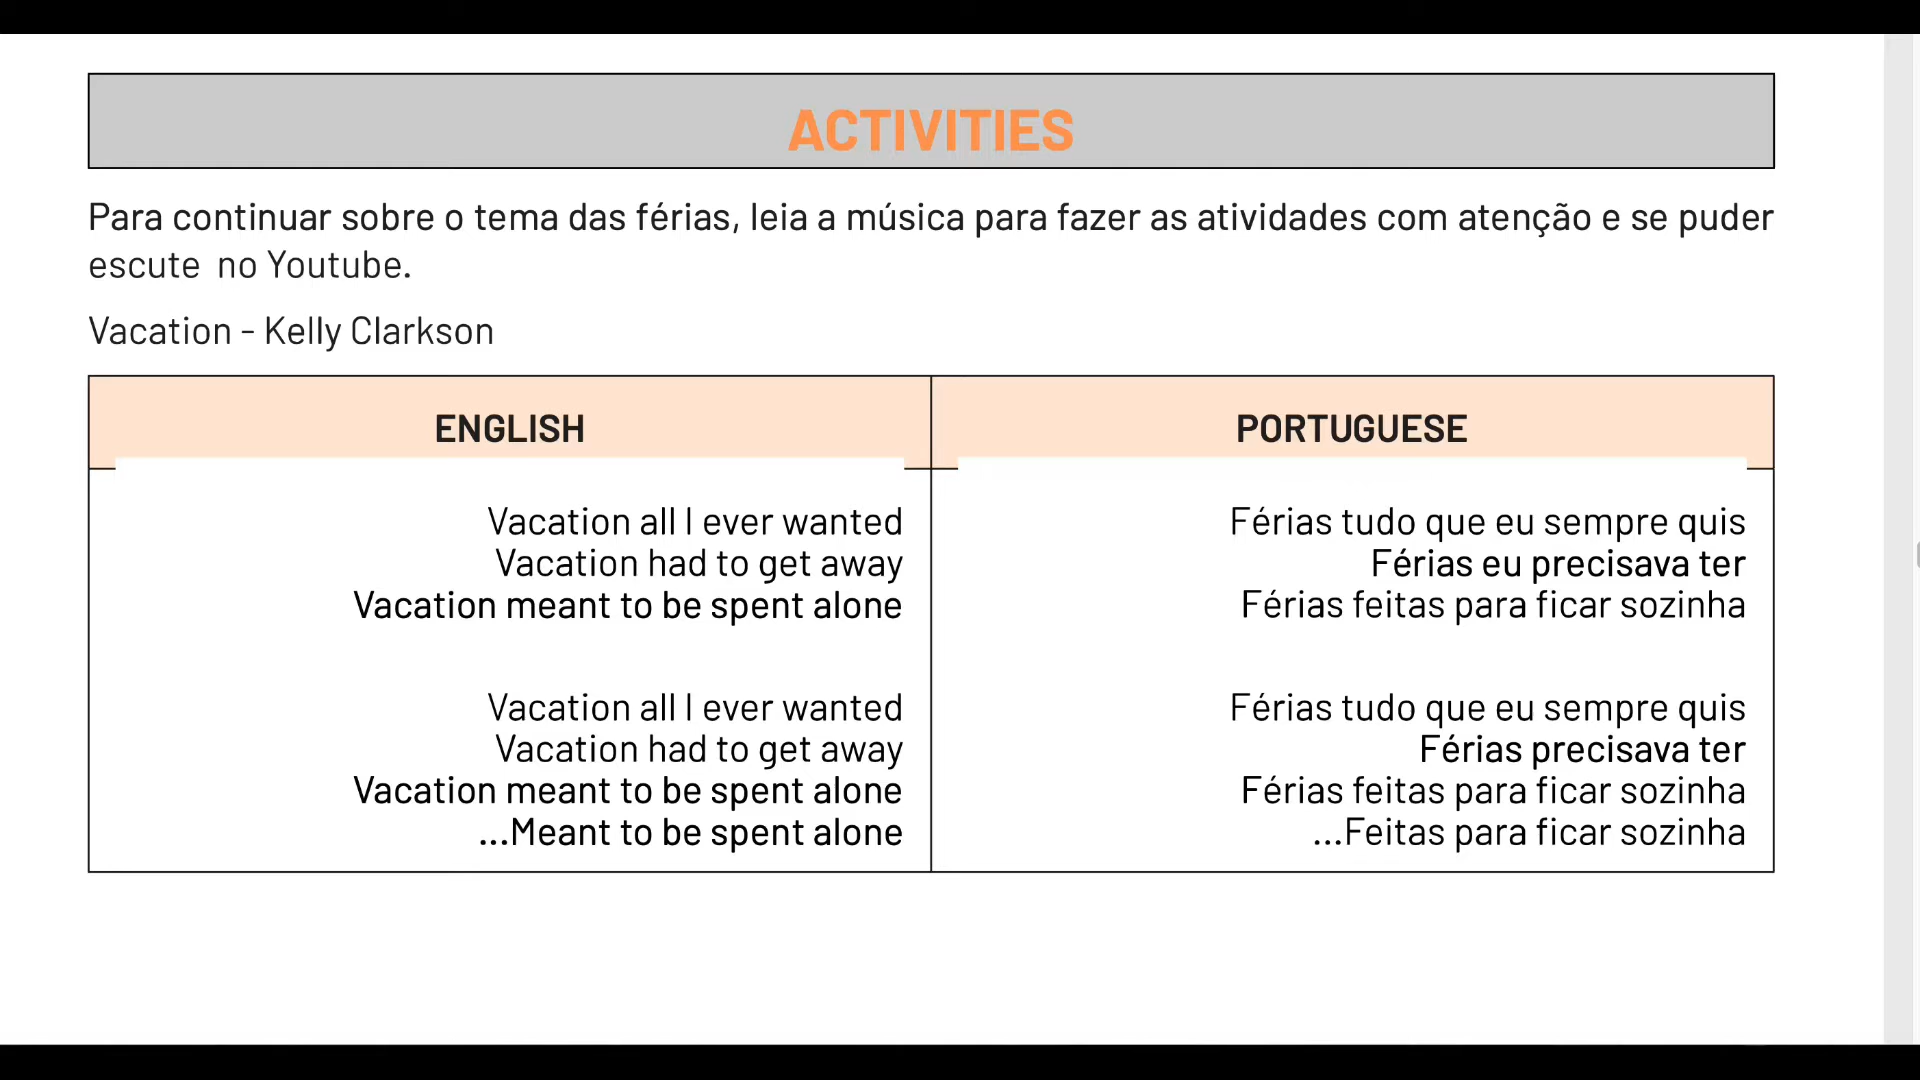 ACTIVITIES
Para continuar sobre o tema das férias, leia a música para fazer as atividades com atenção e se puder
escute no Youtube.
Vacation - Kelly Clarkson
ENGLISH
Vacation all I ever wanted
Vacation had to get away
Vacation meant to be spent alone
Vacation all I ever wanted
Vacation had to get away
Vacation meant to be spent alone
...Meant to be spent alone
PORTUGUESE
Férias tudo que eu sempre quis
Férias eu precisava ter
Férias feitas para ficar sozinha
Férias tudo que eu sempre quis
Férias precisava ter
Férias feitas para ficar sozinha
...Feitas para ficar sozinha